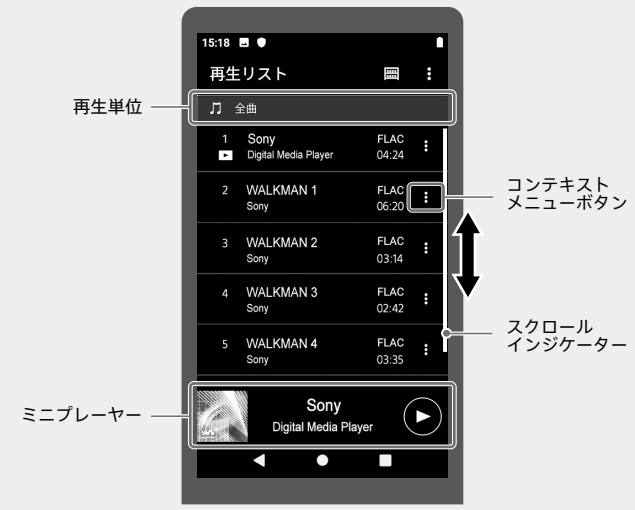 15:18
再生リスト
再生単位
全曲
1 Sony FLAC
Digital Media Player 04:24
2 WALKMAN 1 FLAC
Sony 06:20
コンテキスト
メニューボタン
3 WALKMAN 2 FLAC
Sony 03:14
4 WALKMAN 3 FLAC
Sony 02:42
スクロール
インジケーター
5 WALKMAN 4 FLAC
Sony 03:35
ミニプレーヤー
Sony
Digital Media Player